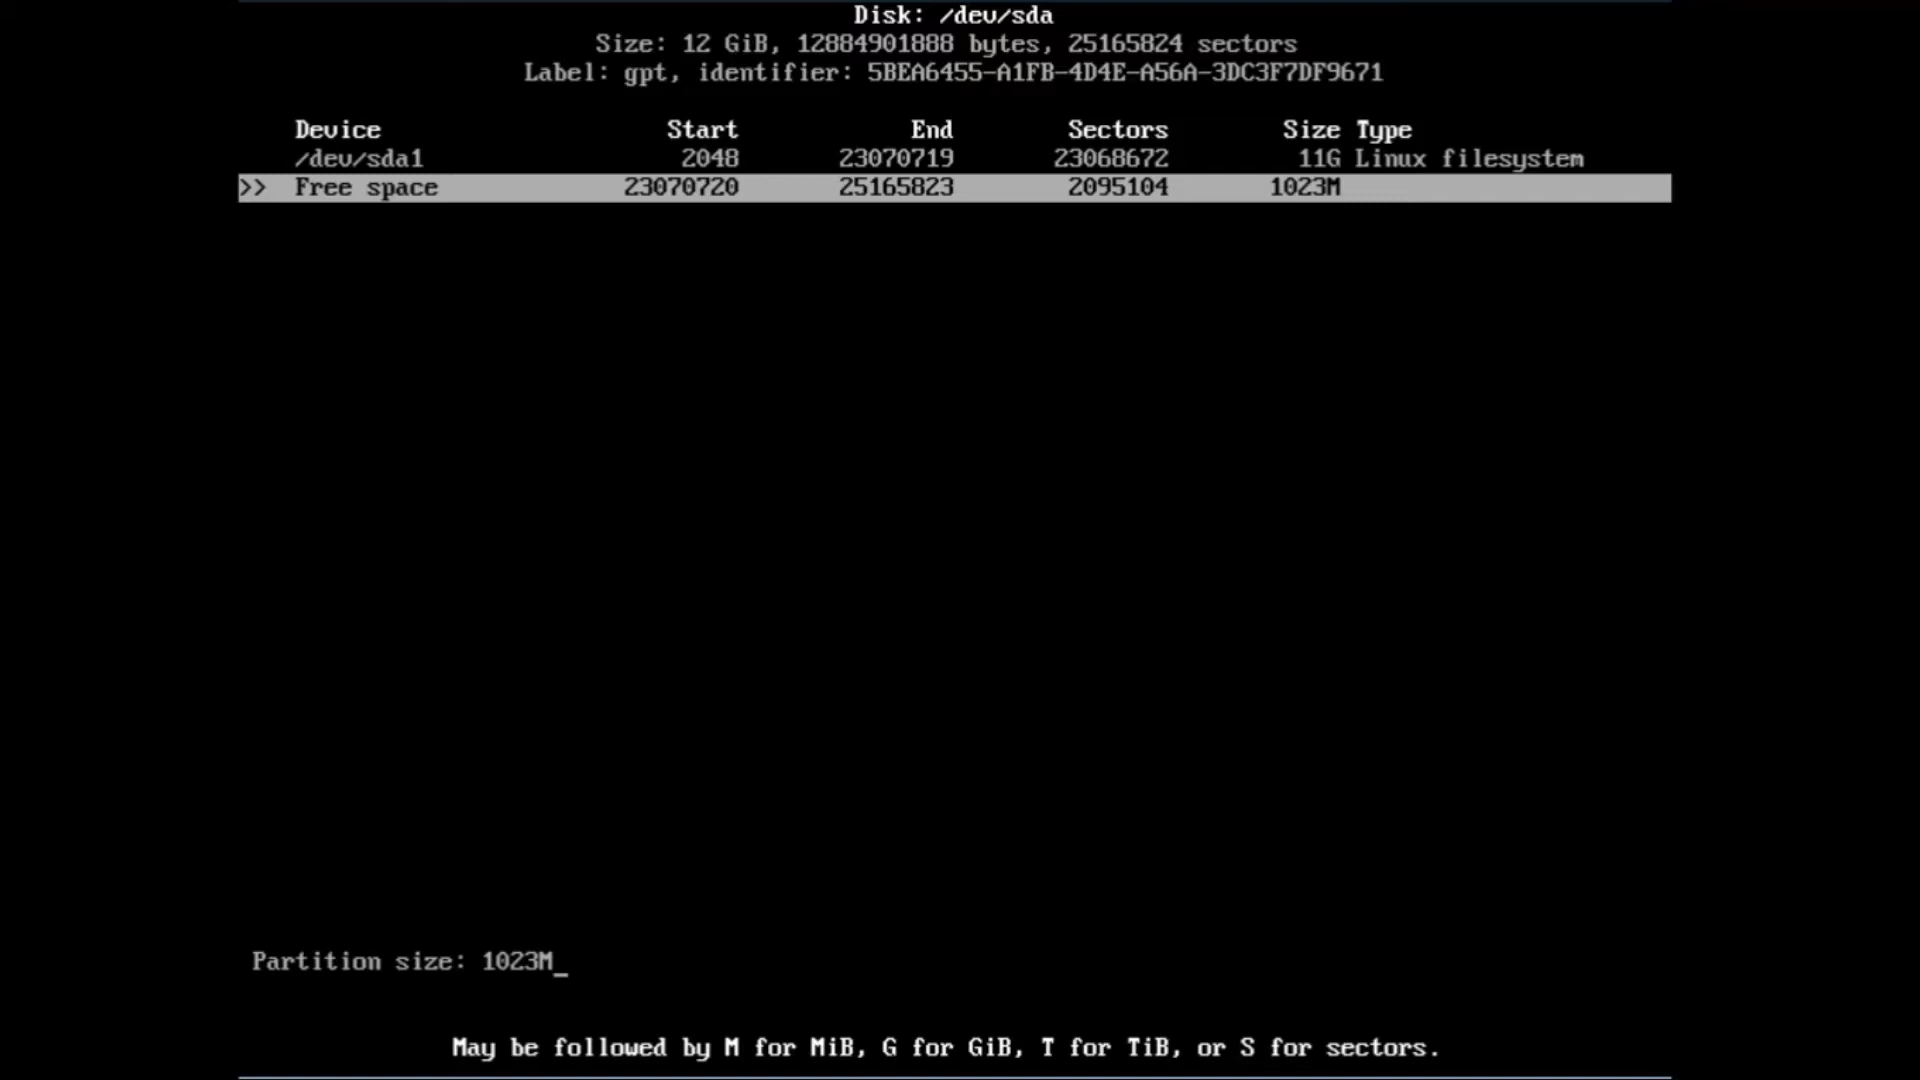 Disk: /dev/sda
Size: 12 GiB, 12884901888 bytes, 25165824 sectors
Label: gpt, identifier: 5BEA6455-A1FB-4D4E-A56A-3DC3F7DF9671
Device Start End Sectors Size Type
/dev/sda1 2048 23070719 23068672 11G Linux filesystem
>> Free space 23070720 25165823 2095104 1023M
Partition size: 1023M_
May be followed by M for MiB, G for GiB, T for TiB, or S for sectors.